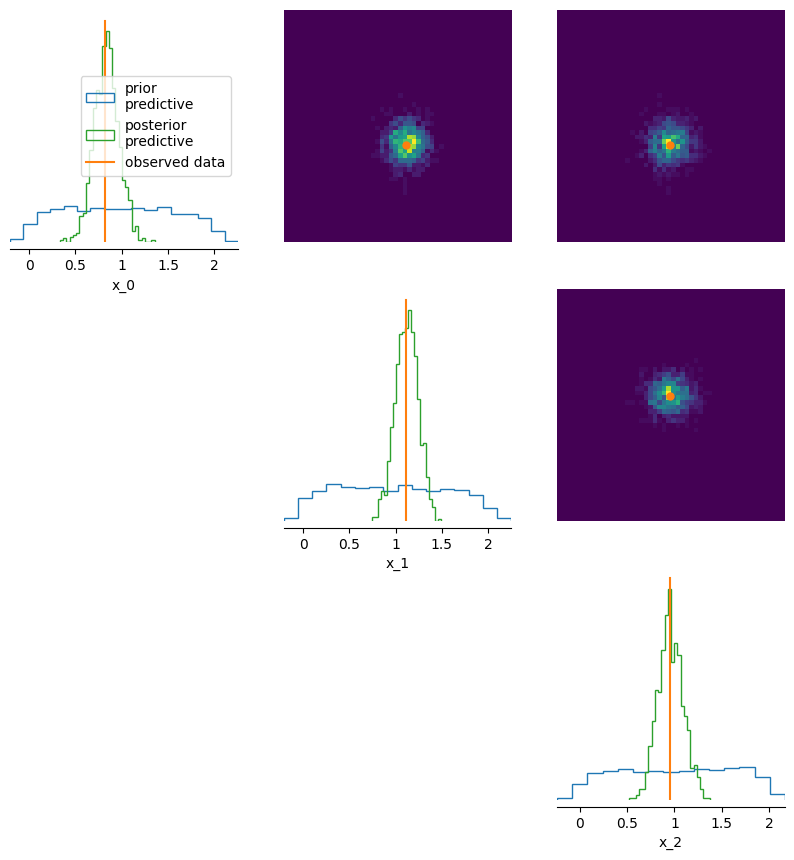 prior
predictive
posterior
predictive
observed data
0 0.5 1 1.5 2
x_0
0 0.5 1 1.5 2
x_1
0 0.5 1 1.5 2
x_2